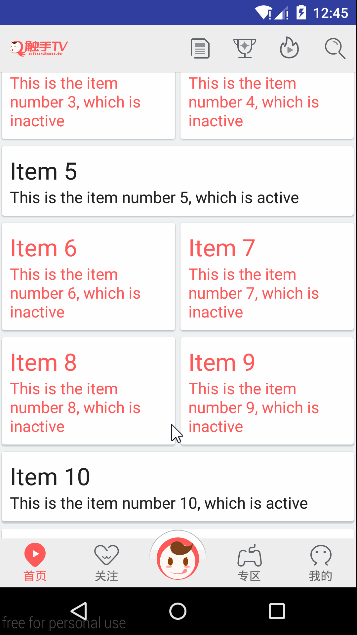 12:45
触手TV
This is the item
number 3, which is
inactive
This is the item
number 4, which is
inactive
Item 5
This is the item number 5, which is active
Item 6
This is the item
number 6, which is
inactive
Item 7
This is the item
number 7, which is
inactive
Item 8
This is the item
number 8, which is
inactive
Item 9
This is the item
number 9, which is
inactive
Item 10
This is the item number 10, which is active
首页
关注
专区
我的
free for personal use